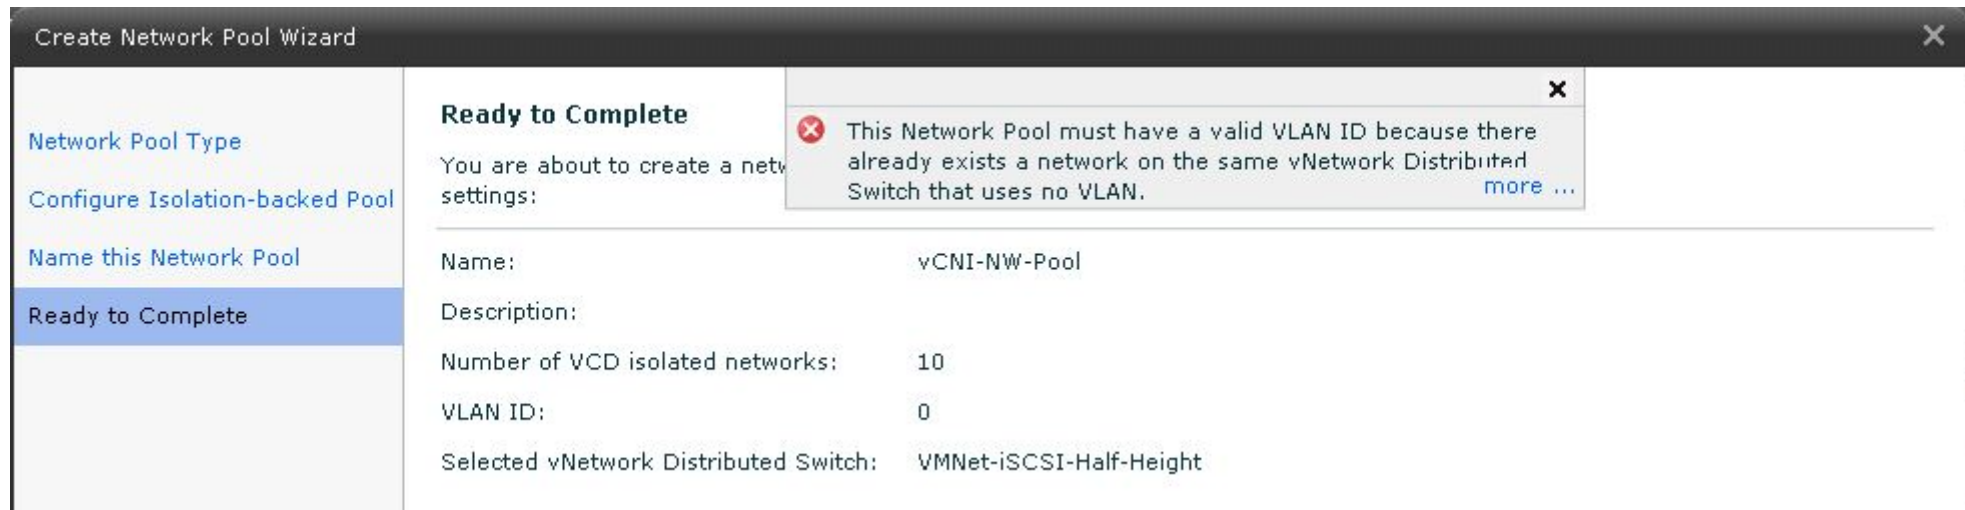 Create Network Pool Wizard
Network Pool Type
Configure Isolation-backed Pool
Name this Network Pool
Ready to Complete
Ready to Complete
You are about to create a netw
settings:
This Network Pool must have a valid VLAN ID because there
already exists a network on the same vNetwork Distributed
Switch that uses no VLAN.
more ...
Name: vCNI-NW-Pool
Description:
Number of VCD isolated networks: 10
VLAN ID: 0
Selected vNetwork Distributed Switch: VMNet-iSCSI-Half-Height